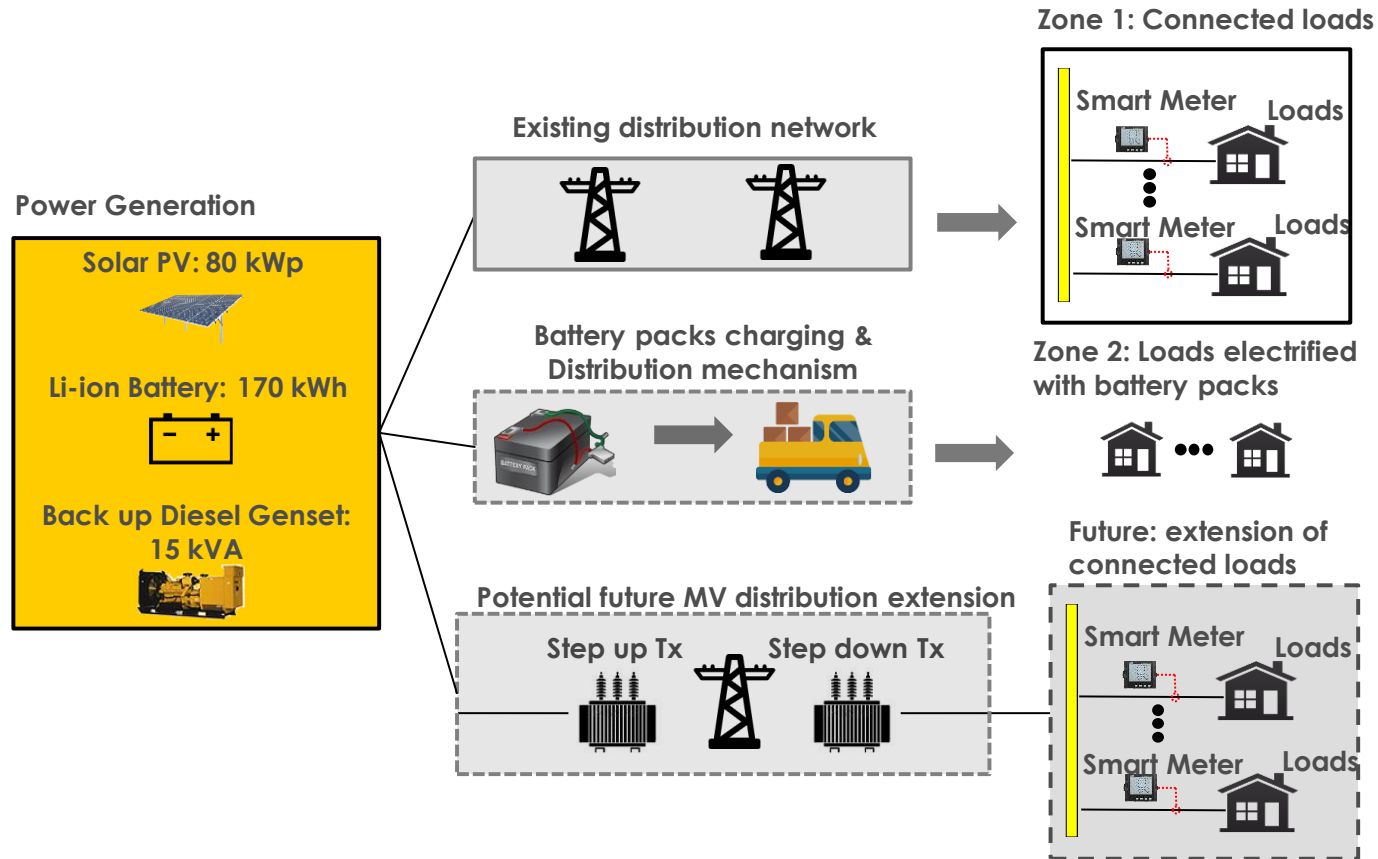 Zone 1: Connected loads
Smart Meter
Loads
Smart Meter
Loads
Existing distribution network
Power Generation
Solar PV: 80 kWp
Li-ion Battery: 170 kWh
Back up Diesel Genset:
15 kVA
Battery packs charging &
Distribution mechanism
BATTERY PACK
Zone 2: Loads electrified
with battery packs
Potential future MV distribution extension
Step up Tx
Step down Tx
Future: extension of
connected loads
Smart Meter
Loads
Smart Meter
Loads